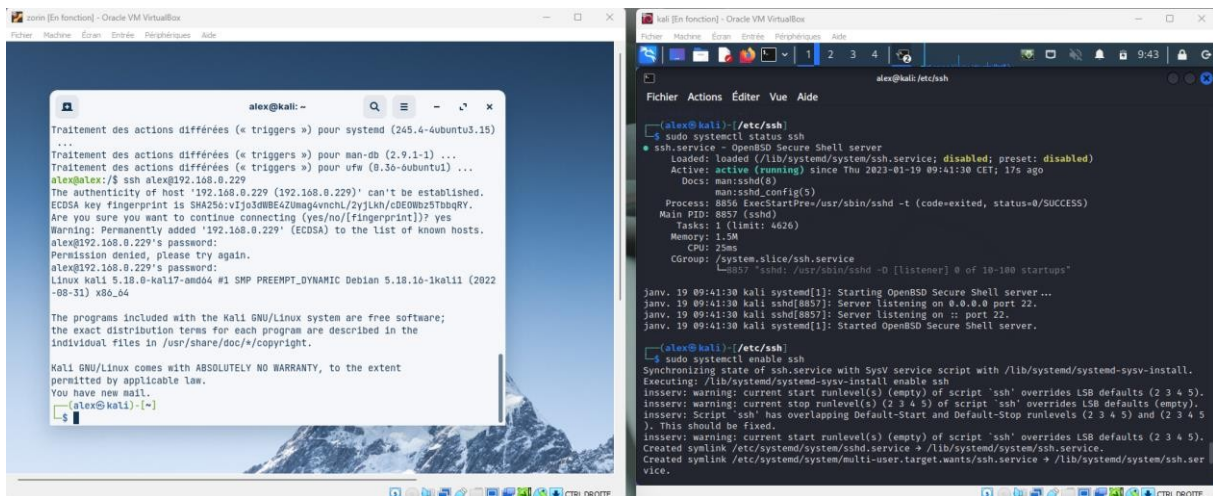 zorin [En fonction] - Oracle VM VirtualBox
Fichier Machine Écran Entrée Périphériques Aide
alex@kali: ~
Traitement des actions différées (« triggers ») pour systemd (245.4-4ubuntu3.15)
...
Traitement des actions différées (« triggers ») pour man-db (2.9.1-1) ...
Traitement des actions différées (« triggers ») pour ufw (0.36-6ubuntu1) ...
alex@alex:/$ ssh alex@192.168.0.229
The authenticity of host '192.168.0.229 (192.168.0.229)' can't be established.
ECDSA key fingerprint is SHA256:vIjo3dWBE4ZUmag4vnchL/2yjLkh/cDEOWbz5TbbqRY.
Are you sure you want to continue connecting (yes/no/[fingerprint])? yes
Warning: Permanently added '192.168.0.229' (ECDSA) to the list of known hosts.
alex@192.168.0.229's password:
Permission denied, please try again.
alex@192.168.0.229's password:
Linux kali 5.18.0-kali7-amd64 #1 SMP PREEMPT_DYNAMIC Debian 5.18.16-1kali1 (2022
-08-31) x86_64
The programs included with the Kali GNU/Linux system are free software;
the exact distribution terms for each program are described in the
individual files in /usr/share/doc/*/copyright.
Kali GNU/Linux comes with ABSOLUTELY NO WARRANTY, to the extent
permitted by applicable law.
You have new mail.
(alex㉿kali)-[~]
$
CTRL DROITE
kali [En fonction] - Oracle VM VirtualBox
Fichier Machine Écran Entrée Périphériques Aide
1 2 3 4 9:43
alex@kali: /etc/ssh
Fichier Actions Éditer Vue Aide
(alex㉿kali)-[/etc/ssh]
$ sudo systemctl status ssh
● ssh.service - OpenBSD Secure Shell server
Loaded: loaded (/lib/systemd/system/ssh.service; disabled; preset: disabled)
Active: active (running) since Thu 2023-01-19 09:41:30 CET; 17s ago
Docs: man:sshd(8)
man:sshd_config(5)
Process: 8856 ExecStartPre=/usr/sbin/sshd -t (code=exited, status=0/SUCCESS)
Main PID: 8857 (sshd)
Tasks: 1 (limit: 4626)
Memory: 1.5M
CPU: 25ms
CGroup: /system.slice/ssh.service
└─8857 "sshd: /usr/sbin/sshd -D [listener] 0 of 10-100 startups"
janv. 19 09:41:30 kali systemd[1]: Starting OpenBSD Secure Shell server...
janv. 19 09:41:30 kali sshd[8857]: Server listening on 0.0.0.0 port 22.
janv. 19 09:41:30 kali sshd[8857]: Server listening on :: port 22.
janv. 19 09:41:30 kali systemd[1]: Started OpenBSD Secure Shell server.
(alex㉿kali)-[/etc/ssh]
$ sudo systemctl enable ssh
Synchronizing state of ssh.service with SysV service script with /lib/systemd/systemd-sysv-install.
Executing: /lib/systemd/systemd-sysv-install enable ssh
insserv: warning: current start runlevel(s) (empty) of script `ssh' overrides LSB defaults (2 3 4 5).
insserv: warning: current stop runlevel(s) (2 3 4 5) of script `ssh' overrides LSB defaults (empty).
insserv: Script `ssh' has overlapping Default-Start and Default-Stop runlevels (2 3 4 5) and (2 3 4 5
). This should be fixed.
insserv: warning: current start runlevel(s) (empty) of script `ssh' overrides LSB defaults (2 3 4 5).
Created symlink /etc/systemd/system/sshd.service → /lib/systemd/system/ssh.service.
Created symlink /etc/systemd/system/multi-user.target.wants/ssh.service → /lib/systemd/system/ssh.ser
vice.
CTRL DROITE